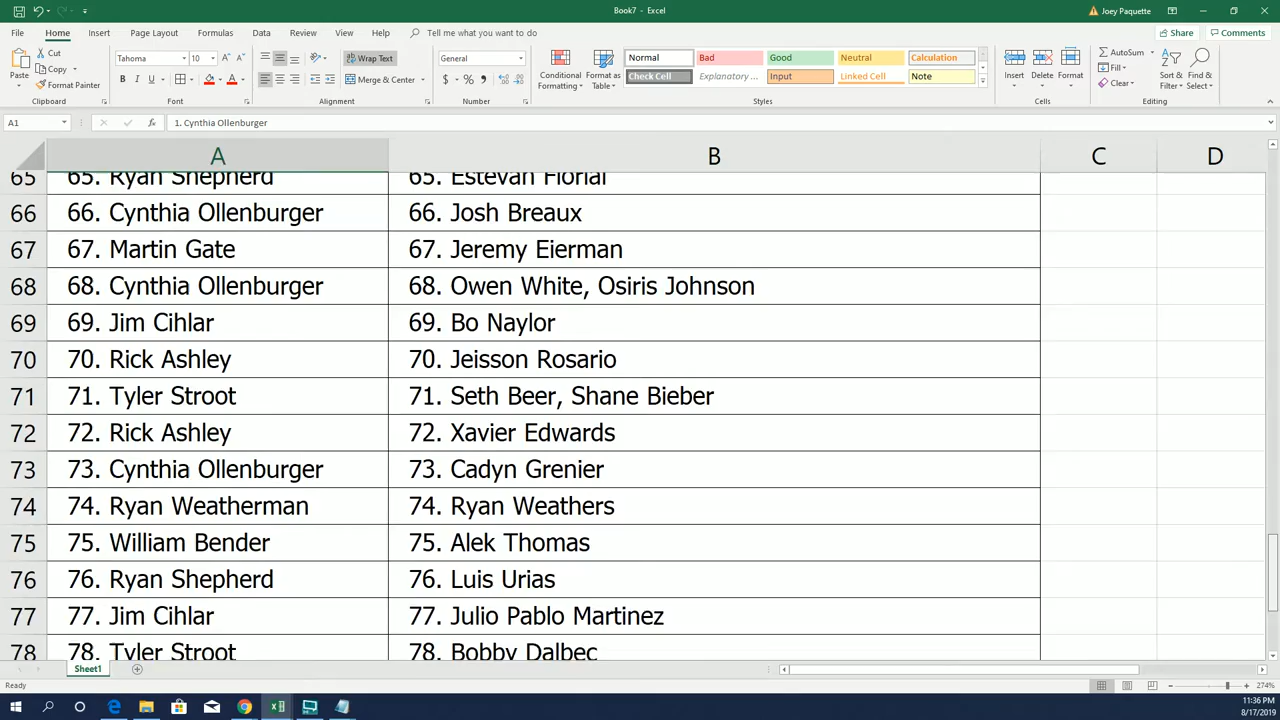 Book7 - Excel
Joey Paquette
File Home Insert Page Layout Formulas Data Review View Help Tell me what you want to do
Share Comments
Paste Cut Copy Format Painter
Tahoma 10
B I U A A A
Wrap Text
Merge & Center
General
$ % ,
Conditional Formatting
Format as Table
Normal Bad Good Neutral Calculation
Check Cell Explanatory ... Input Linked Cell Note
Insert Delete Format
AutoSum
Fill
Clear
Sort & Filter
Find & Select
Clipboard Font Alignment Number Styles Cells Editing
A1 fx 1. Cynthia Ollenburger
A B C D
65 65. Ryan Shepherd 65. Estevan Florial
66 66. Cynthia Ollenburger 66. Josh Breaux
67 67. Martin Gate 67. Jeremy Eierman
68 68. Cynthia Ollenburger 68. Owen White, Osiris Johnson
69 69. Jim Cihlar 69. Bo Naylor
70 70. Rick Ashley 70. Jeisson Rosario
71 71. Tyler Stroot 71. Seth Beer, Shane Bieber
72 72. Rick Ashley 72. Xavier Edwards
73 73. Cynthia Ollenburger 73. Cadyn Grenier
74 74. Ryan Weatherman 74. Ryan Weathers
75 75. William Bender 75. Alek Thomas
76 76. Ryan Shepherd 76. Luis Urias
77 77. Jim Cihlar 77. Julio Pablo Martinez
78 78. Tyler Stroot 78. Bobby Dalbec
Sheet1
Ready 274%
11:36 PM
8/17/2019